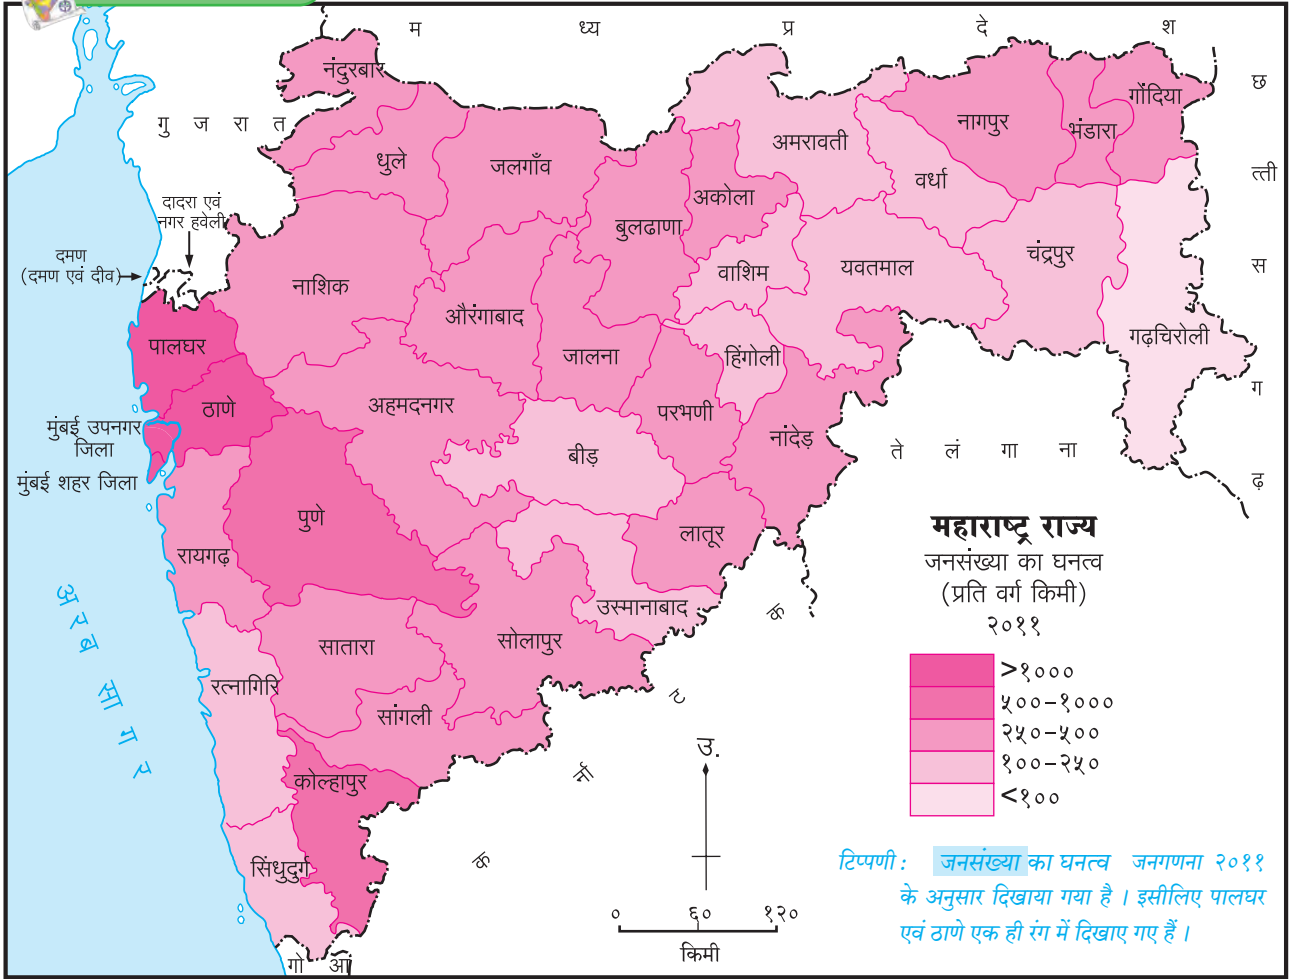 म ध्य प्र दे श
छ त्ती स ग ढ़
गु ज रा त
नंदुरबार
गोंदिया
नागपुर
भंडारा
धुले
जलगाँव
अमरावती
वर्धा
अकोला
बुलढाणा
दादरा एवं
नगर हवेली
दमण
(दमण एवं दीव)
नाशिक
औरंगाबाद
वाशिम
यवतमाल
चंद्रपुर
पालघर
जालना
हिंगोली
गढ़चिरोली
ठाणे
अहमदनगर
परभणी
नांदेड़
मुंबई उपनगर
जिला
मुंबई शहर जिला
बीड़
ते लं गा ना
पुणे
लातूर
रायगढ़
उस्मानाबाद
सातारा
सोलापुर
रत्नागिरि
सांगली
कोल्हापुर
सिंधुदुर्ग
अ र ब सा ग र
क र्ना ट क
गो आ
महाराष्ट्र राज्य
जनसंख्या का घनत्व
(प्रति वर्ग किमी)
२०११
>१०००
५००-१०००
२५०-५००
१००-२५०
<१००
उ.
० ६० १२०
किमी
टिप्पणी : जनसंख्या का घनत्व जनगणना २०११
के अनुसार दिखाया गया है । इसीलिए पालघर
एवं ठाणे एक ही रंग में दिखाए गए हैं ।